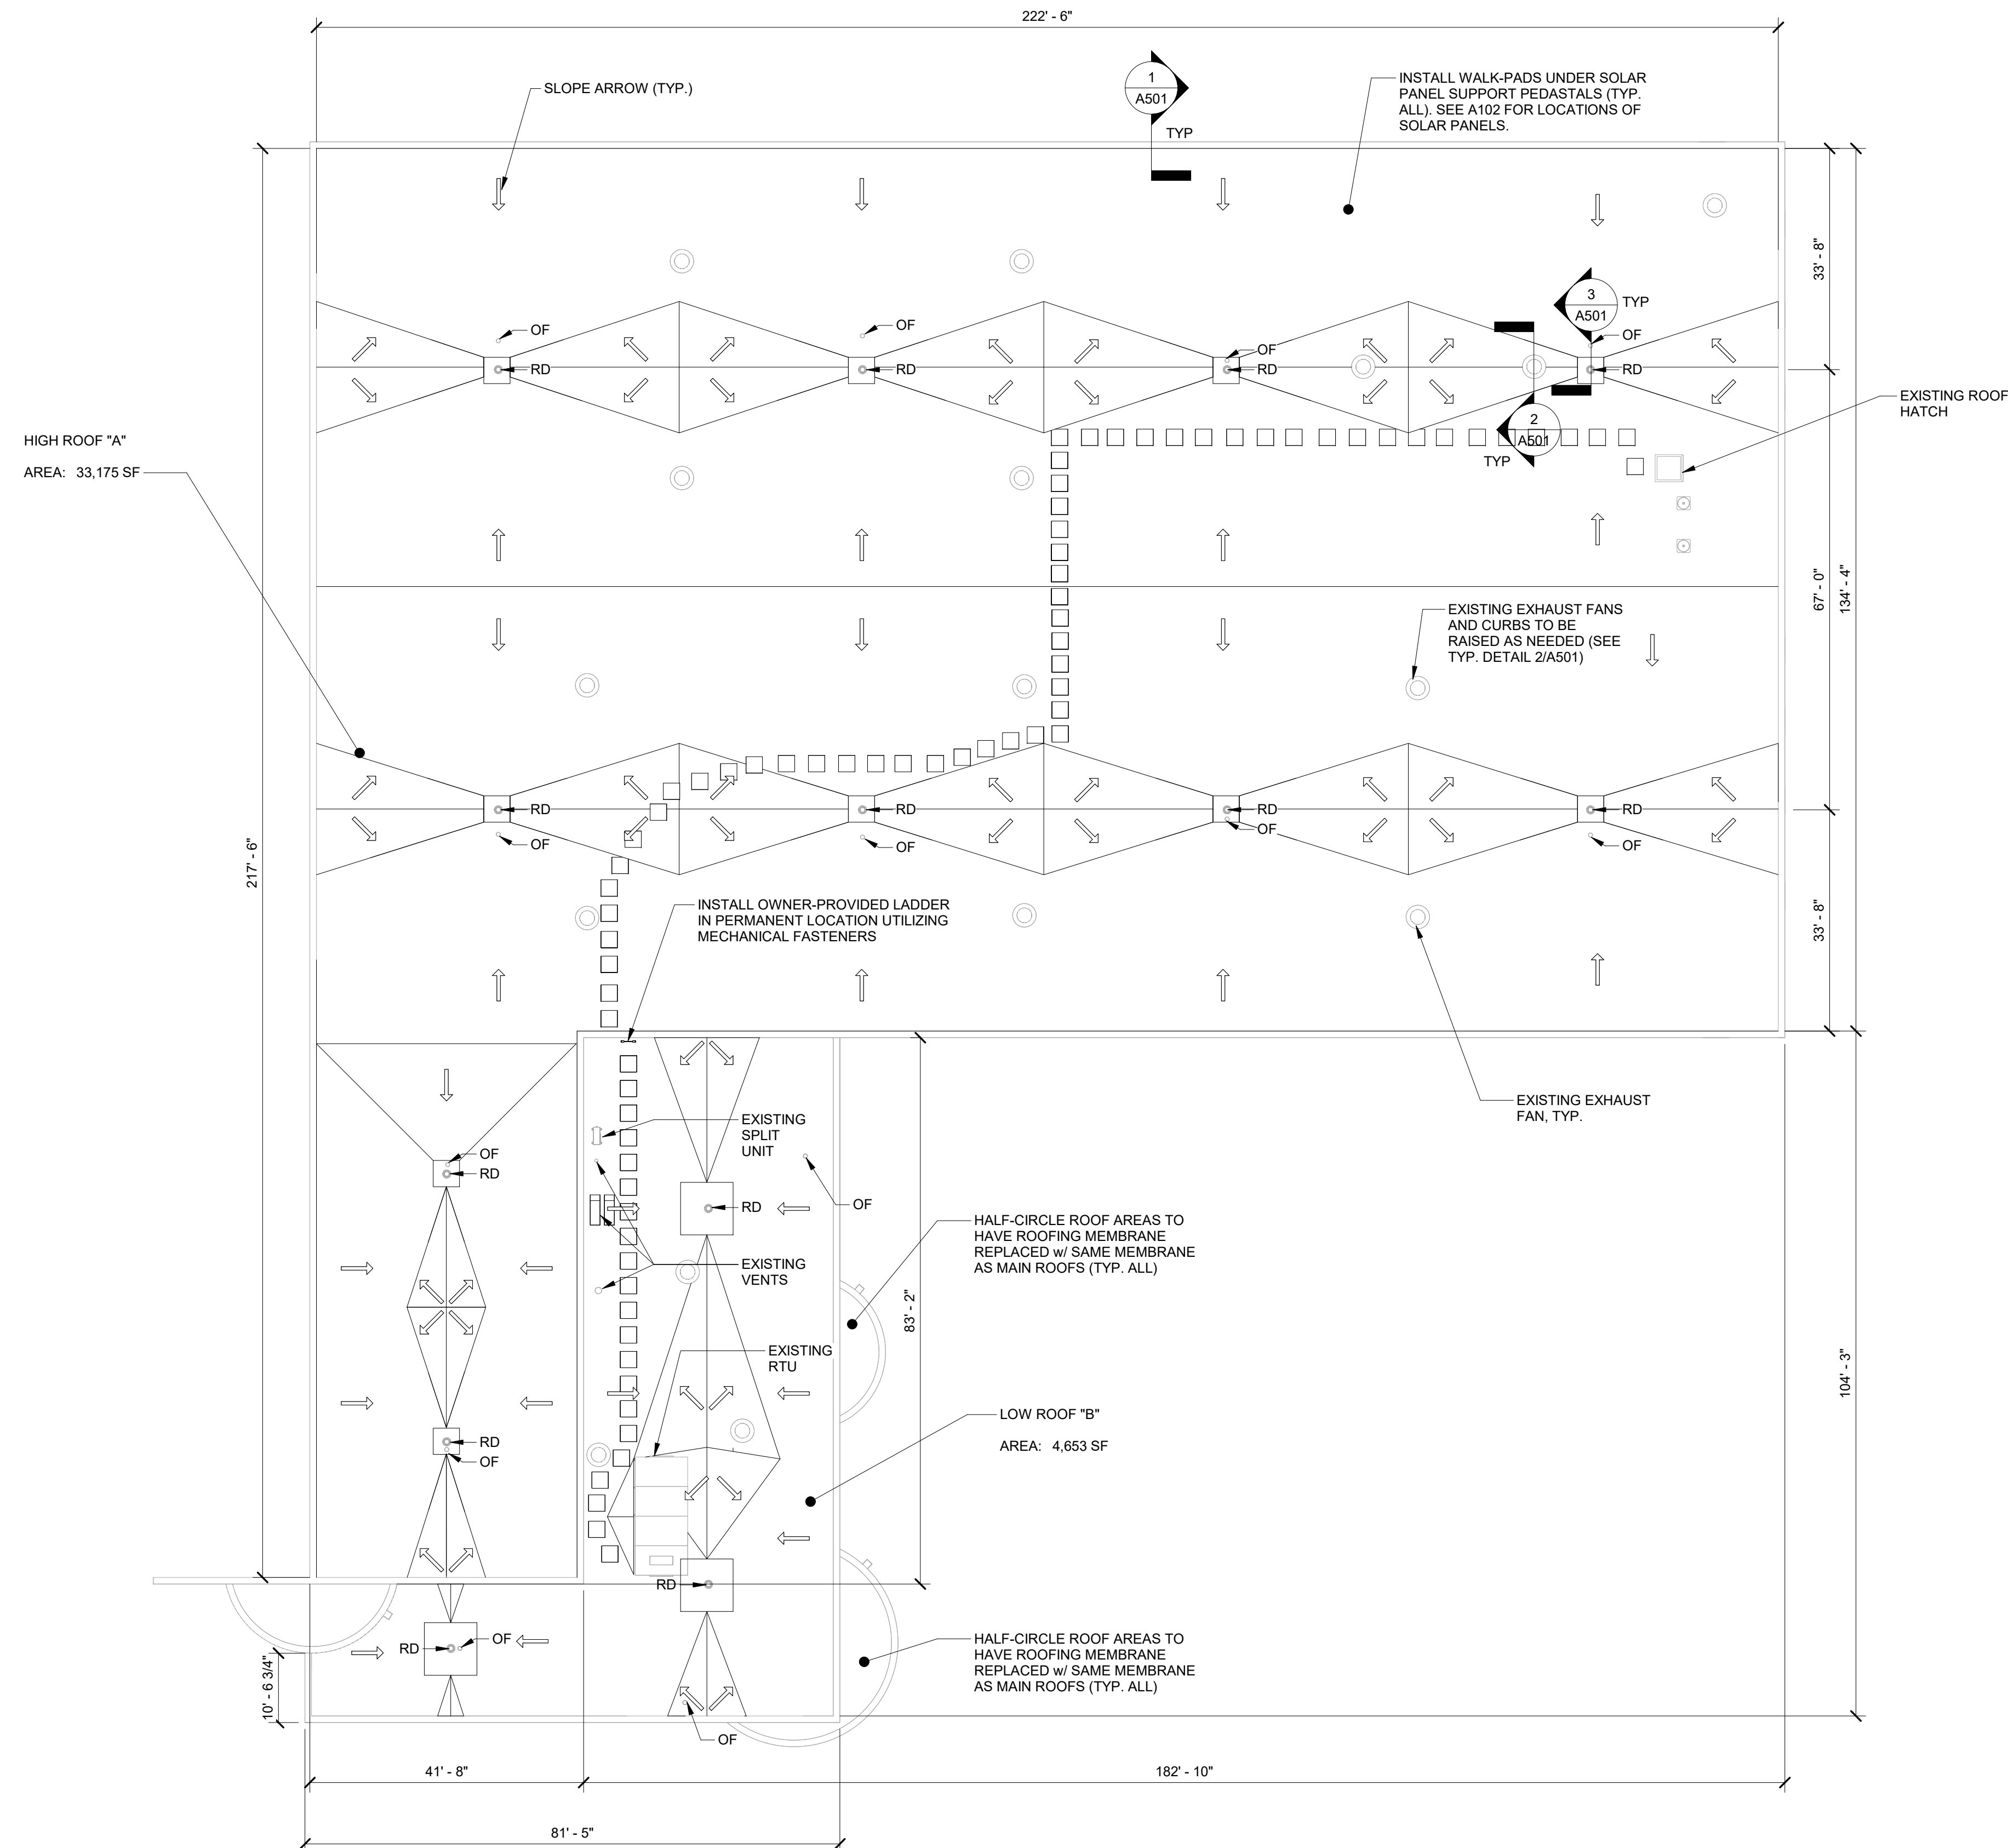 222' - 6"
SLOPE ARROW (TYP.)
1
A501
TYP
INSTALL WALK-PADS UNDER SOLAR
PANEL SUPPORT PEDASTALS (TYP.
ALL). SEE A102 FOR LOCATIONS OF
SOLAR PANELS.
33' - 8"
3
A501
TYP
OF
OF
OF
OF
RD
RD
RD
RD
EXISTING ROOF
HATCH
2
A501
TYP
HIGH ROOF "A"
AREA: 33,175 SF
67' - 0"
134' - 4"
EXISTING EXHAUST FANS
AND CURBS TO BE
RAISED AS NEEDED (SEE
TYP. DETAIL 2/A501)
RD
RD
RD
RD
OF
OF
OF
OF
217' - 6"
33' - 8"
INSTALL OWNER-PROVIDED LADDER
IN PERMANENT LOCATION UTILIZING
MECHANICAL FASTENERS
EXISTING EXHAUST
FAN, TYP.
EXISTING
SPLIT
UNIT
OF
RD
RD
OF
EXISTING
VENTS
HALF-CIRCLE ROOF AREAS TO
HAVE ROOFING MEMBRANE
REPLACED w/ SAME MEMBRANE
AS MAIN ROOFS (TYP. ALL)
83' - 2"
EXISTING
RTU
104' - 3"
LOW ROOF "B"
AREA: 4,653 SF
RD
OF
RD
RD
OF
HALF-CIRCLE ROOF AREAS TO
HAVE ROOFING MEMBRANE
REPLACED w/ SAME MEMBRANE
AS MAIN ROOFS (TYP. ALL)
10' - 6 3/4"
OF
41' - 8"
182' - 10"
81' - 5"